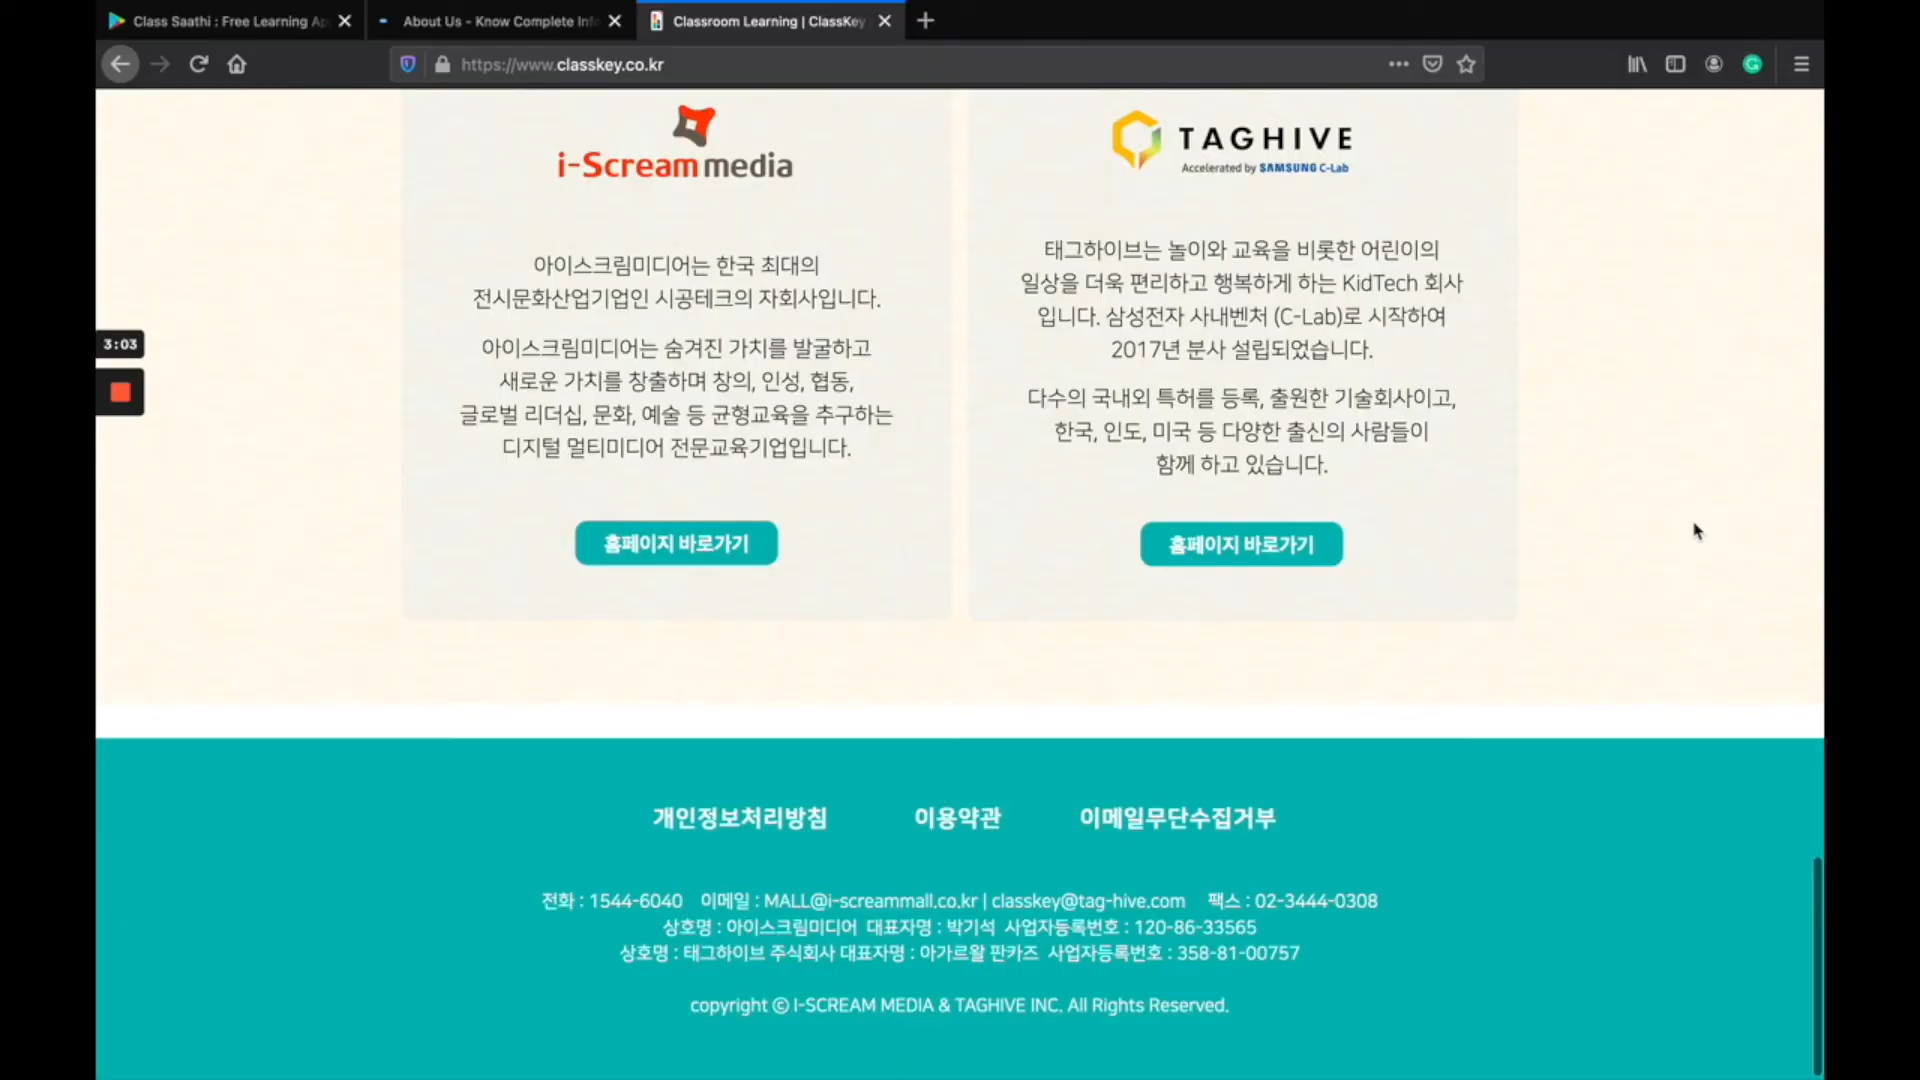 Class Saathi : Free Learning Ap
About Us - Know Complete Inf
Classroom Learning | ClassKey
https://www.classkey.co.kr
i-Scream media
아이스크림미디어는 한국 최대의
전시문화산업기업인 시공테크의 자회사입니다.
아이스크림미디어는 숨겨진 가치를 발굴하고
새로운 가치를 창출하며 창의, 인성, 협동,
글로벌 리더십, 문화, 예술 등 균형교육을 추구하는
디지털 멀티미디어 전문교육기업입니다.
홈페이지 바로가기
TAGHIVE
Accelerated by SAMSUNG C-Lab
태그하이브는 놀이와 교육을 비롯한 어린이의
일상을 더욱 편리하고 행복하게 하는 KidTech 회사
입니다. 삼성전자 사내벤처 (C-Lab)로 시작하여
2017년 분사 설립되었습니다.
다수의 국내외 특허를 등록, 출원한 기술회사이고,
한국, 인도, 미국 등 다양한 출신의 사람들이
함께 하고 있습니다.
홈페이지 바로가기
3:03
개인정보처리방침 이용약관 이메일무단수집거부
전화 : 1544-6040 이메일 : MALL@i-screammall.co.kr | classkey@tag-hive.com 팩스 : 02-3444-0308
상호명 : 아이스크림미디어 대표자명 : 박기석 사업자등록번호 : 120-86-33565
상호명 : 태그하이브 주식회사 대표자명 : 아가르왈 판카즈 사업자등록번호 : 358-81-00757
copyright ⓒ I-SCREAM MEDIA & TAGHIVE INC. All Rights Reserved.